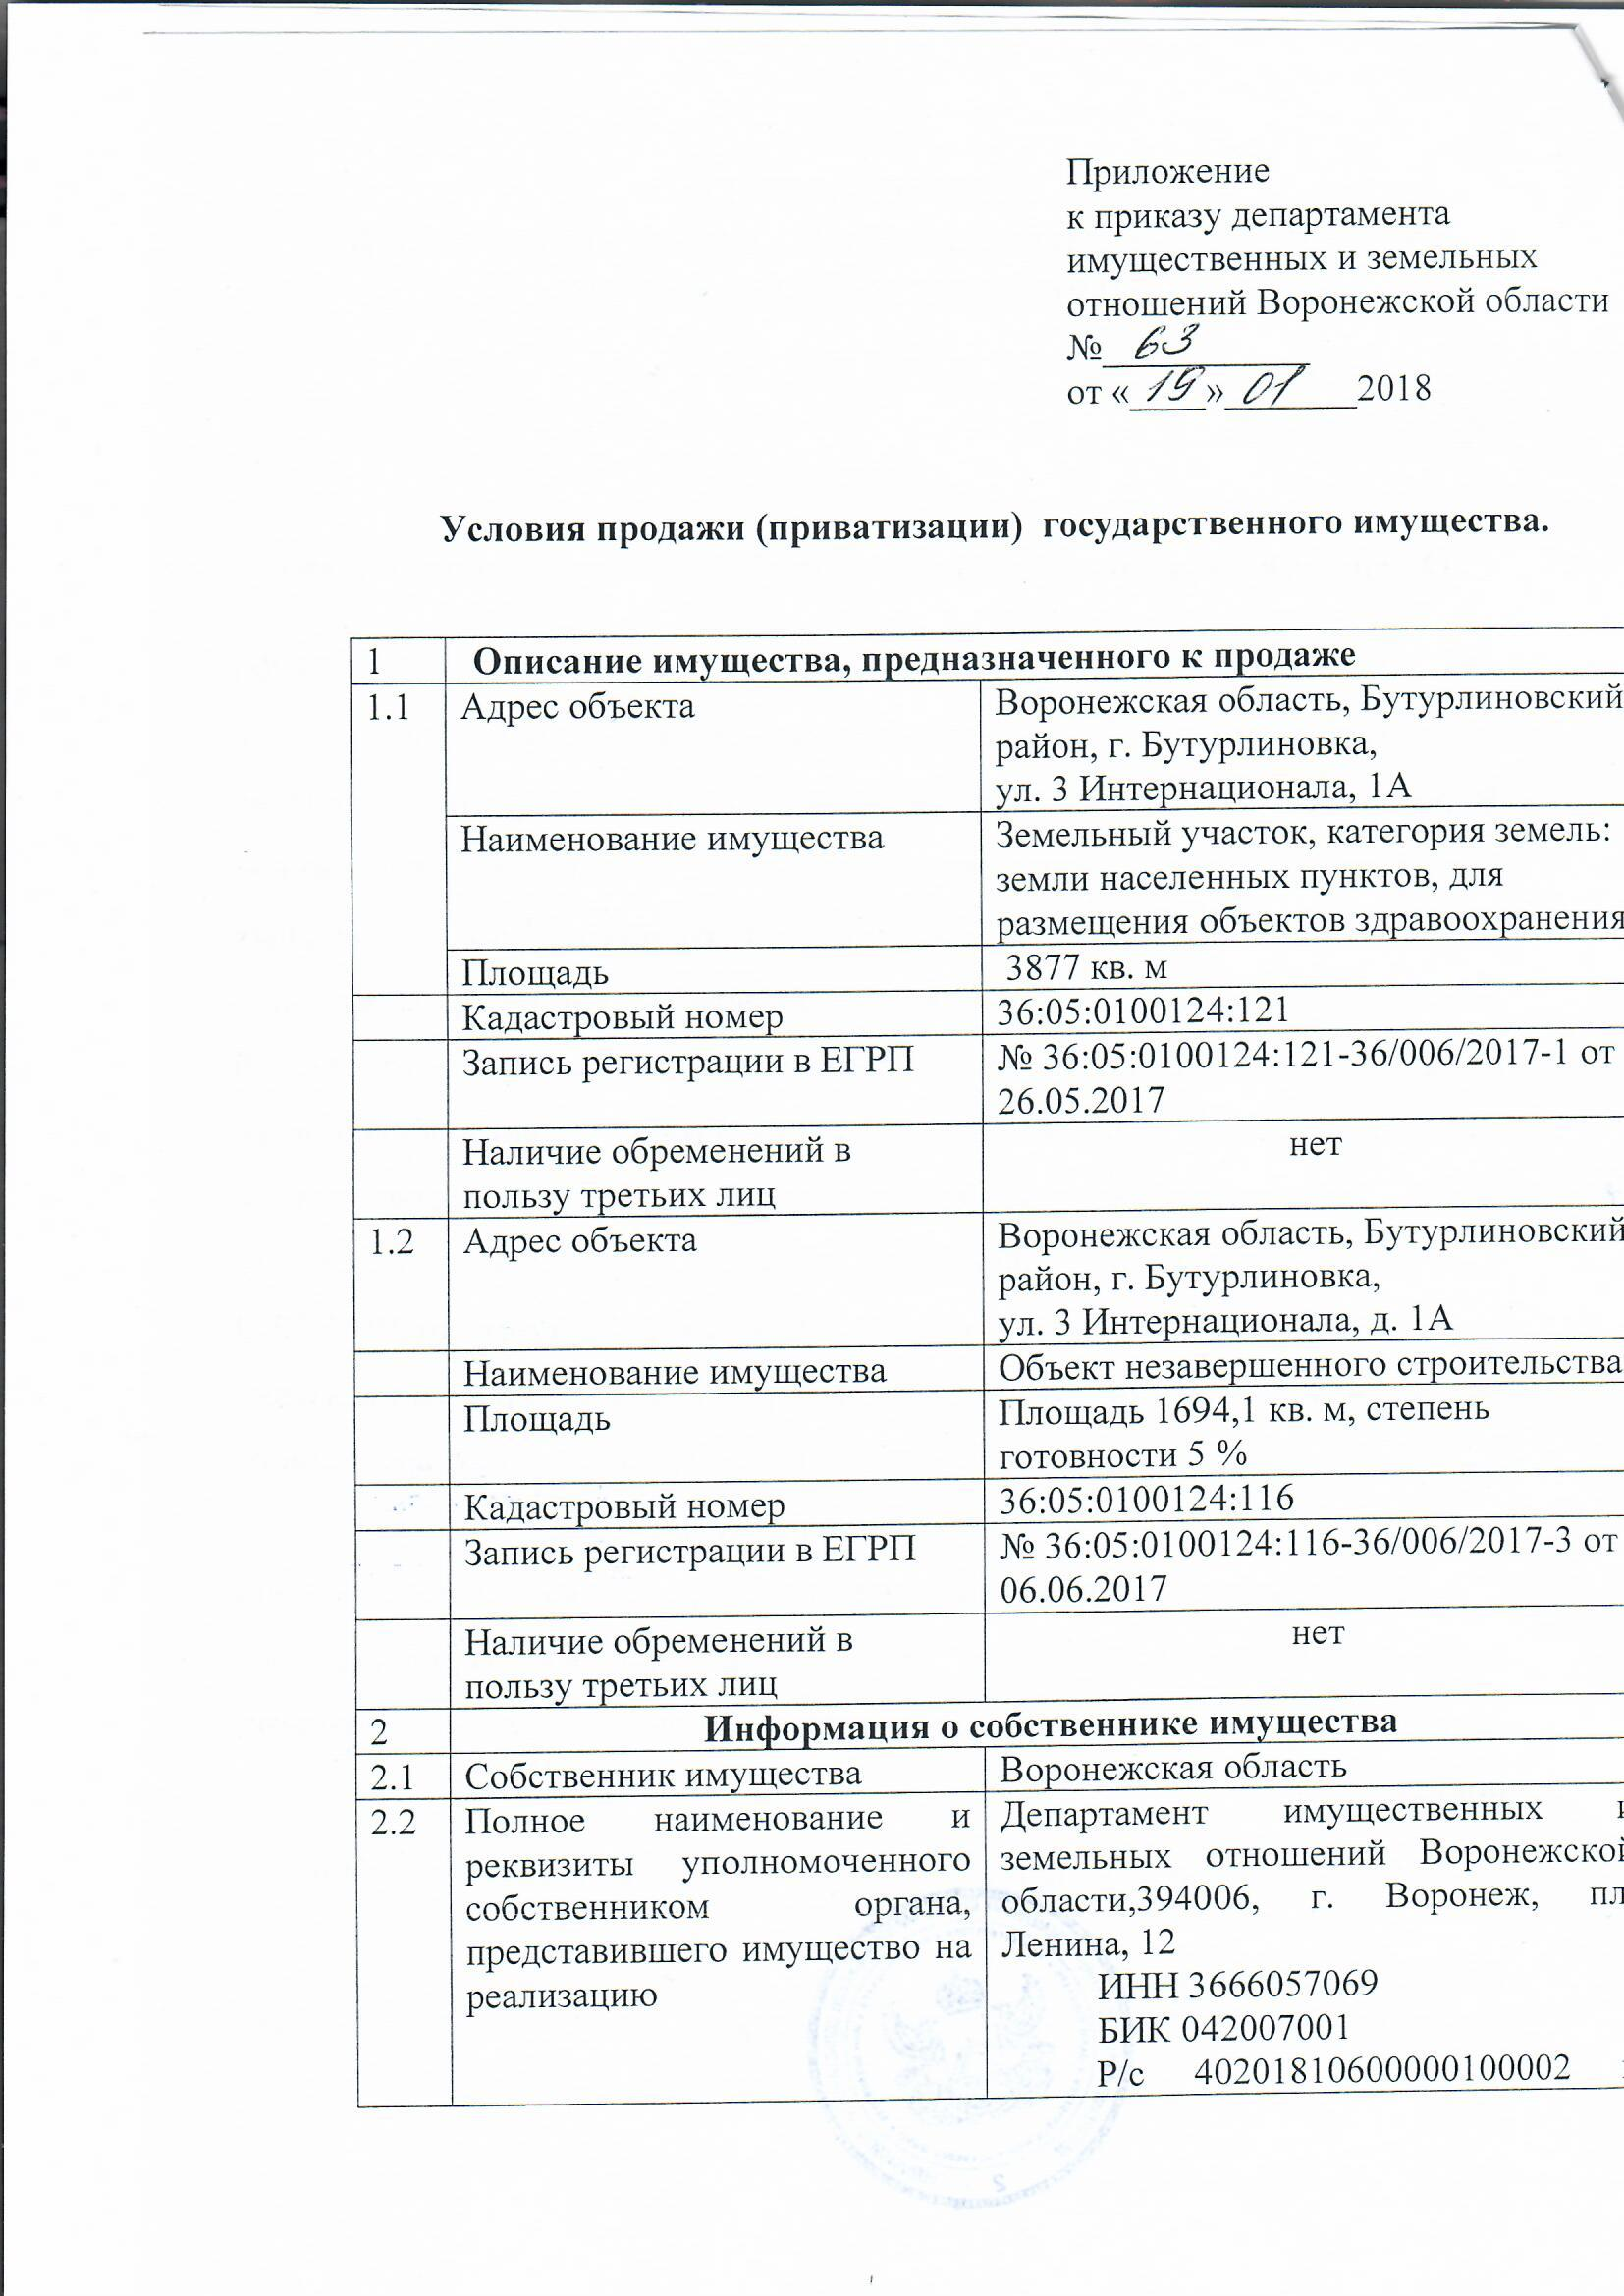 Приложение
к приказу департамента
имущественных и земельных
отношений Воронежской области
№ 63
от «19» 01 2018
Условия продажи (приватизации) государственного имущества.
1 Описание имущества, предназначенного к продаже
1.1 Адрес объекта Воронежская область, Бутурлиновский
район, г. Бутурлиновка,
ул. 3 Интернационала, 1А
Наименование имущества Земельный участок, категория земель:
земли населенных пунктов, для
размещения объектов здравоохранения
Площадь 3877 кв. м
Кадастровый номер 36:05:0100124:121
Запись регистрации в ЕГРП № 36:05:0100124:121-36/006/2017-1 от
26.05.2017
Наличие обременений в нет
пользу третьих лиц
1.2 Адрес объекта Воронежская область, Бутурлиновский
район, г. Бутурлиновка,
ул. 3 Интернационала, д. 1А
Наименование имущества Объект незавершенного строительства
Площадь Площадь 1694,1 кв. м, степень
готовности 5 %
Кадастровый номер 36:05:0100124:116
Запись регистрации в ЕГРП № 36:05:0100124:116-36/006/2017-3 от
06.06.2017
Наличие обременений в нет
пользу третьих лиц
2 Информация о собственнике имущества
2.1 Собственник имущества Воронежская область
2.2 Полное наименование и Департамент имущественных
реквизиты уполномоченного земельных отношений Воронежской
собственником органа, области,394006, г. Воронеж, пл
представившего имущество на Ленина, 12
реализацию ИНН 3666057069
БИК 042007001
Р/с 40201810600000100002